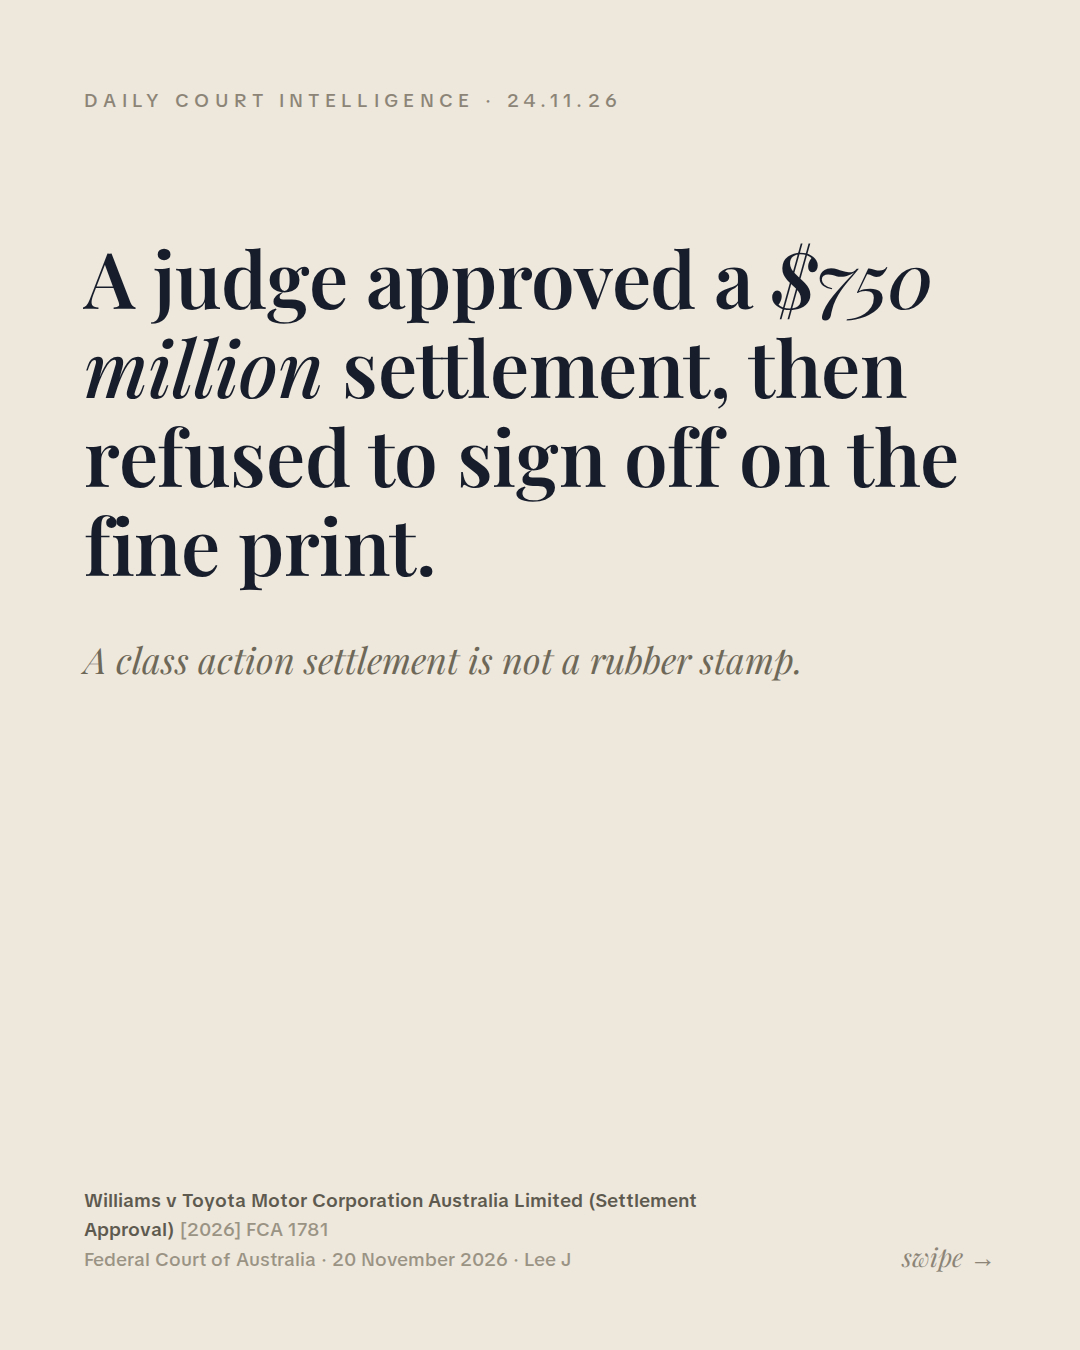 DAILY COURT INTELLIGENCE · 24.11.26
A judge approved a $750
million settlement, then
refused to sign off on the
fine print.
A class action settlement is not a rubber stamp.
Williams v Toyota Motor Corporation Australia Limited (Settlement
Approval) [2026] FCA 1781
Federal Court of Australia · 20 November 2026 · Lee J
swipe →